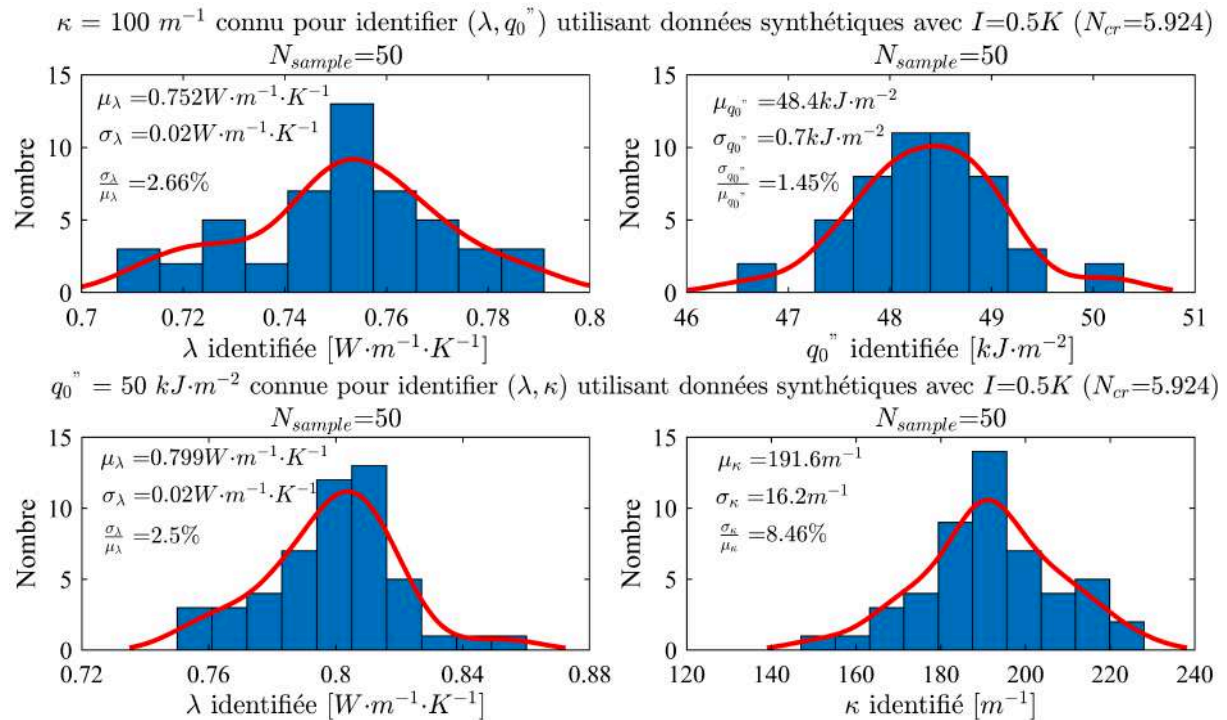 κ = 100 m⁻¹ connu pour identifier (λ, q₀”) utilisant données synthétiques avec I=0.5K (N_cr=5.924)
N_sample=50
N_sample=50
15
10
5
0
Nombre
μ_λ=0.752W·m⁻¹·K⁻¹
σ_λ=0.02W·m⁻¹·K⁻¹
σ_λ/μ_λ=2.66%
0.7 0.72 0.74 0.76 0.78 0.8
λ identifiée [W·m⁻¹·K⁻¹]
15
10
5
0
Nombre
μ_q₀”=48.4kJ·m⁻²
σ_q₀”=0.7kJ·m⁻²
σ_q₀”/μ_q₀”=1.45%
46 47 48 49 50 51
q₀” identifiée [kJ·m⁻²]
q₀” = 50 kJ·m⁻² connue pour identifier (λ, κ) utilisant données synthétiques avec I=0.5K (N_cr=5.924)
N_sample=50
N_sample=50
15
10
5
0
Nombre
μ_λ=0.799W·m⁻¹·K⁻¹
σ_λ=0.02W·m⁻¹·K⁻¹
σ_λ/μ_λ=2.5%
0.72 0.76 0.8 0.84 0.88
λ identifiée [W·m⁻¹·K⁻¹]
15
10
5
0
Nombre
μ_κ=191.6m⁻¹
σ_κ=16.2m⁻¹
σ_κ/μ_κ=8.46%
120 140 160 180 200 220 240
κ identifié [m⁻¹]